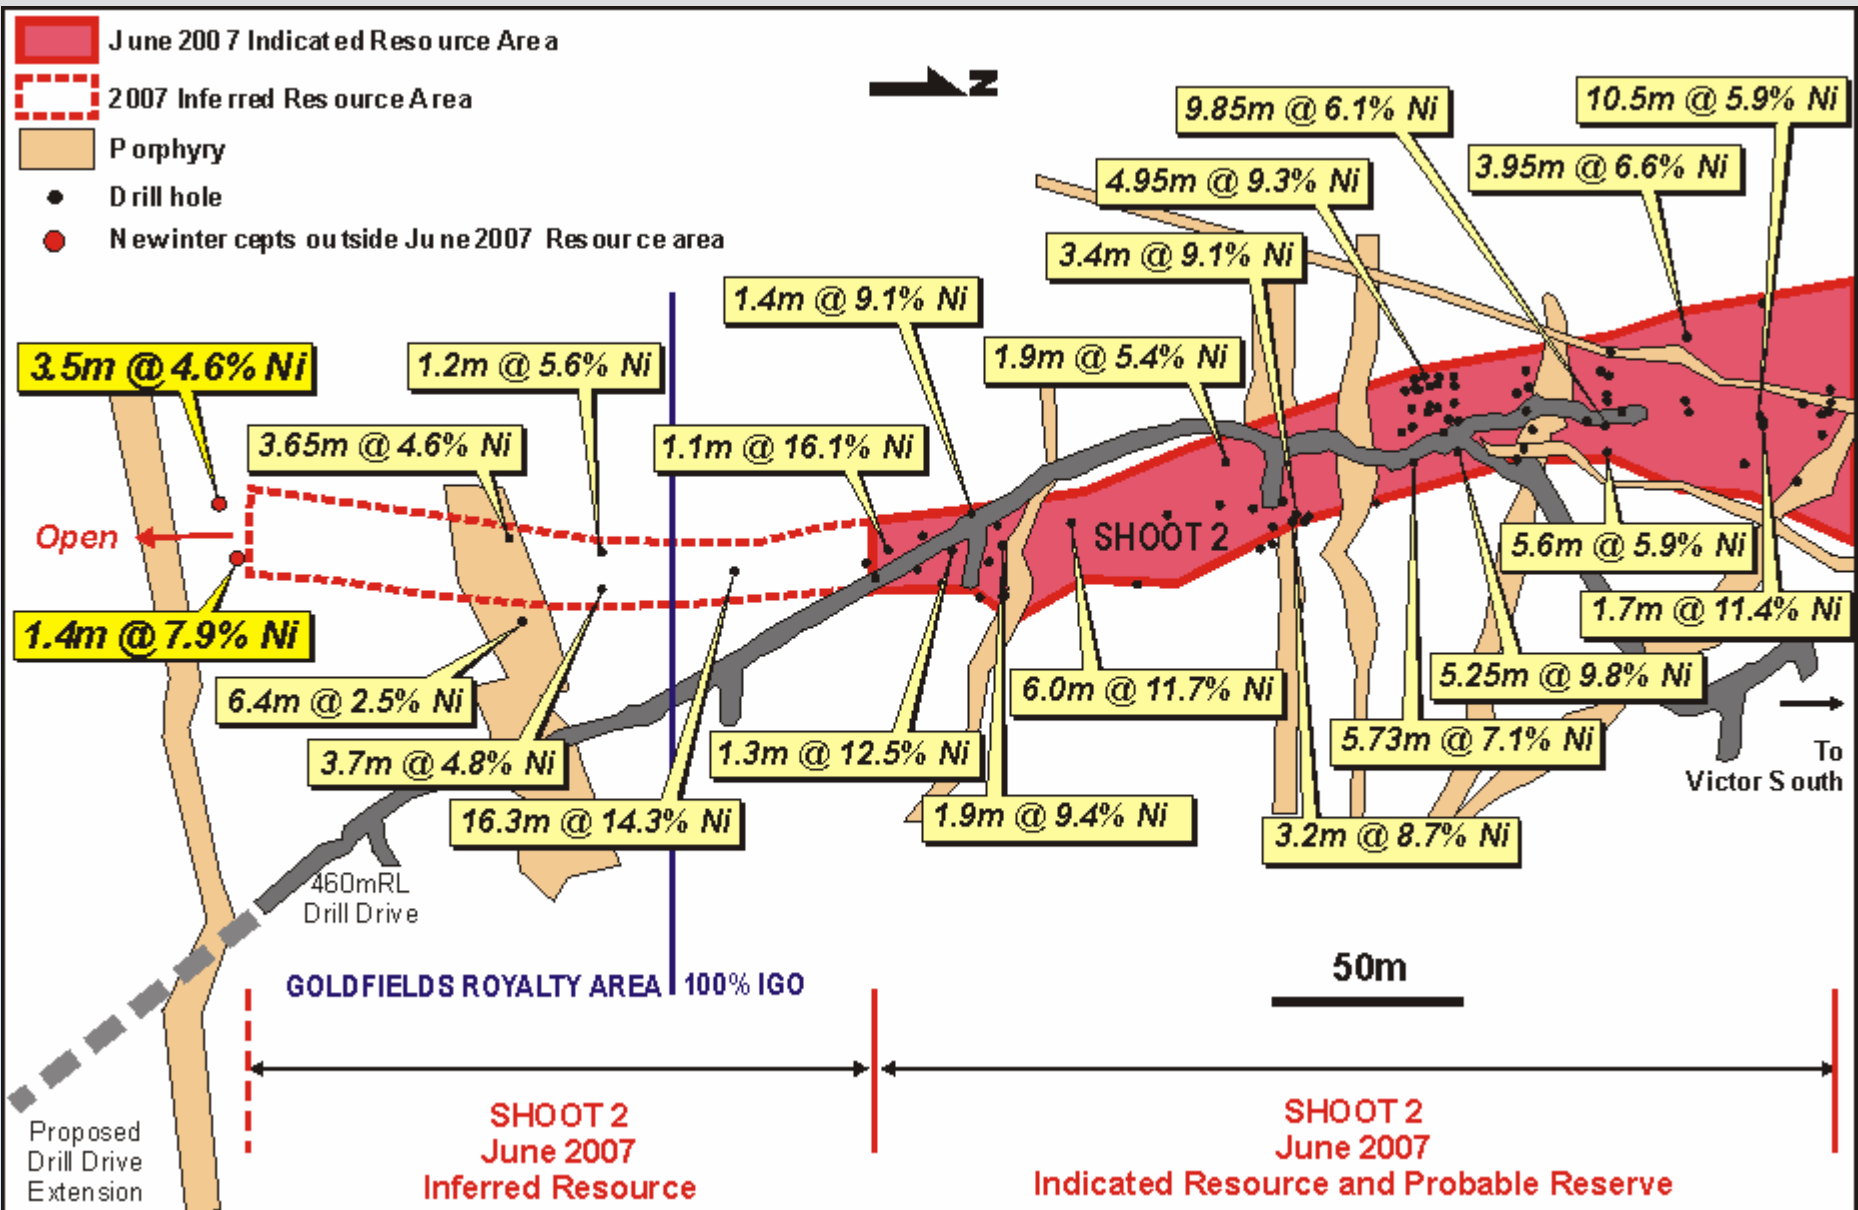 June 2007 Indicated Resource Area
2007 Inferred Resource Area
Porphyry
Drill hole
New intercepts outside June 2007 Resource area
N
9.85m @ 6.1% Ni
10.5m @ 5.9% Ni
4.95m @ 9.3% Ni
3.95m @ 6.6% Ni
3.4m @ 9.1% Ni
1.4m @ 9.1% Ni
1.9m @ 5.4% Ni
3.5m @ 4.6% Ni
1.2m @ 5.6% Ni
3.65m @ 4.6% Ni
1.1m @ 16.1% Ni
Open
SHOOT 2
5.6m @ 5.9% Ni
1.4m @ 7.9% Ni
1.7m @ 11.4% Ni
6.4m @ 2.5% Ni
6.0m @ 11.7% Ni
5.25m @ 9.8% Ni
3.7m @ 4.8% Ni
1.3m @ 12.5% Ni
5.73m @ 7.1% Ni
To
Victor South
16.3m @ 14.3% Ni
1.9m @ 9.4% Ni
3.2m @ 8.7% Ni
460mRL
Drill Drive
GOLDFIELDS ROYALTY AREA
100% IGO
50m
Proposed
Drill Drive
Extension
SHOOT 2
June 2007
Inferred Resource
SHOOT 2
June 2007
Indicated Resource and Probable Reserve